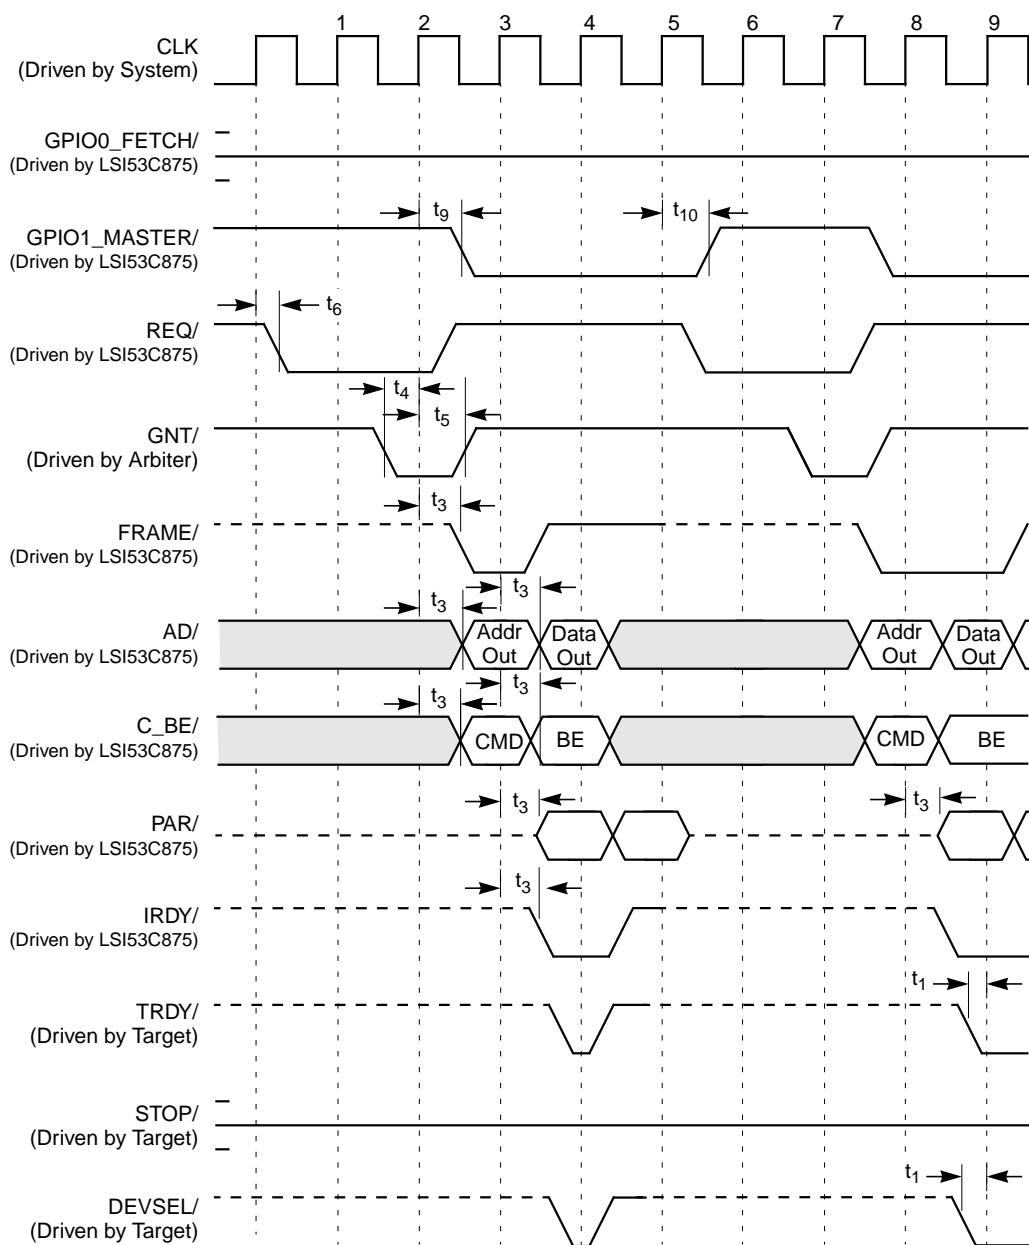 1 2 3 4 5 6 7 8 9
CLK
(Driven by System)
GPIO0_FETCH/
(Driven by LSI53C875)
t9 t10
GPIO1_MASTER/
(Driven by LSI53C875)
t6
REQ/
(Driven by LSI53C875)
t4
t5
GNT/
(Driven by Arbiter)
t3
FRAME/
(Driven by LSI53C875)
t3
t3
AD/
(Driven by LSI53C875)
Addr Out
Data Out
Addr Out
Data Out
t3
t3
C_BE/
(Driven by LSI53C875)
CMD BE CMD BE
t3 t3
PAR/
(Driven by LSI53C875)
t3
IRDY/
(Driven by LSI53C875)
t1
TRDY/
(Driven by Target)
STOP/
(Driven by Target)
t1
DEVSEL/
(Driven by Target)